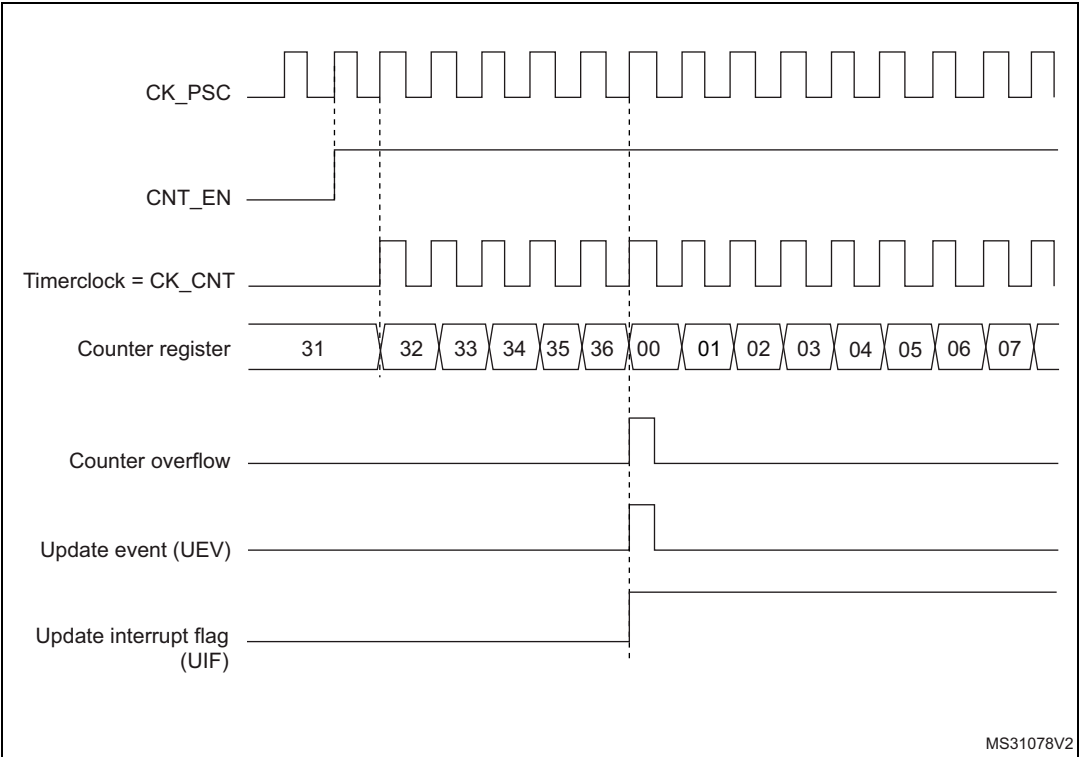 CK_PSC
CNT_EN
Timerclock = CK_CNT
Counter register 31 32 33 34 35 36 00 01 02 03 04 05 06 07
Counter overflow
Update event (UEV)
Update interrupt flag
(UIF)
MS31078V2